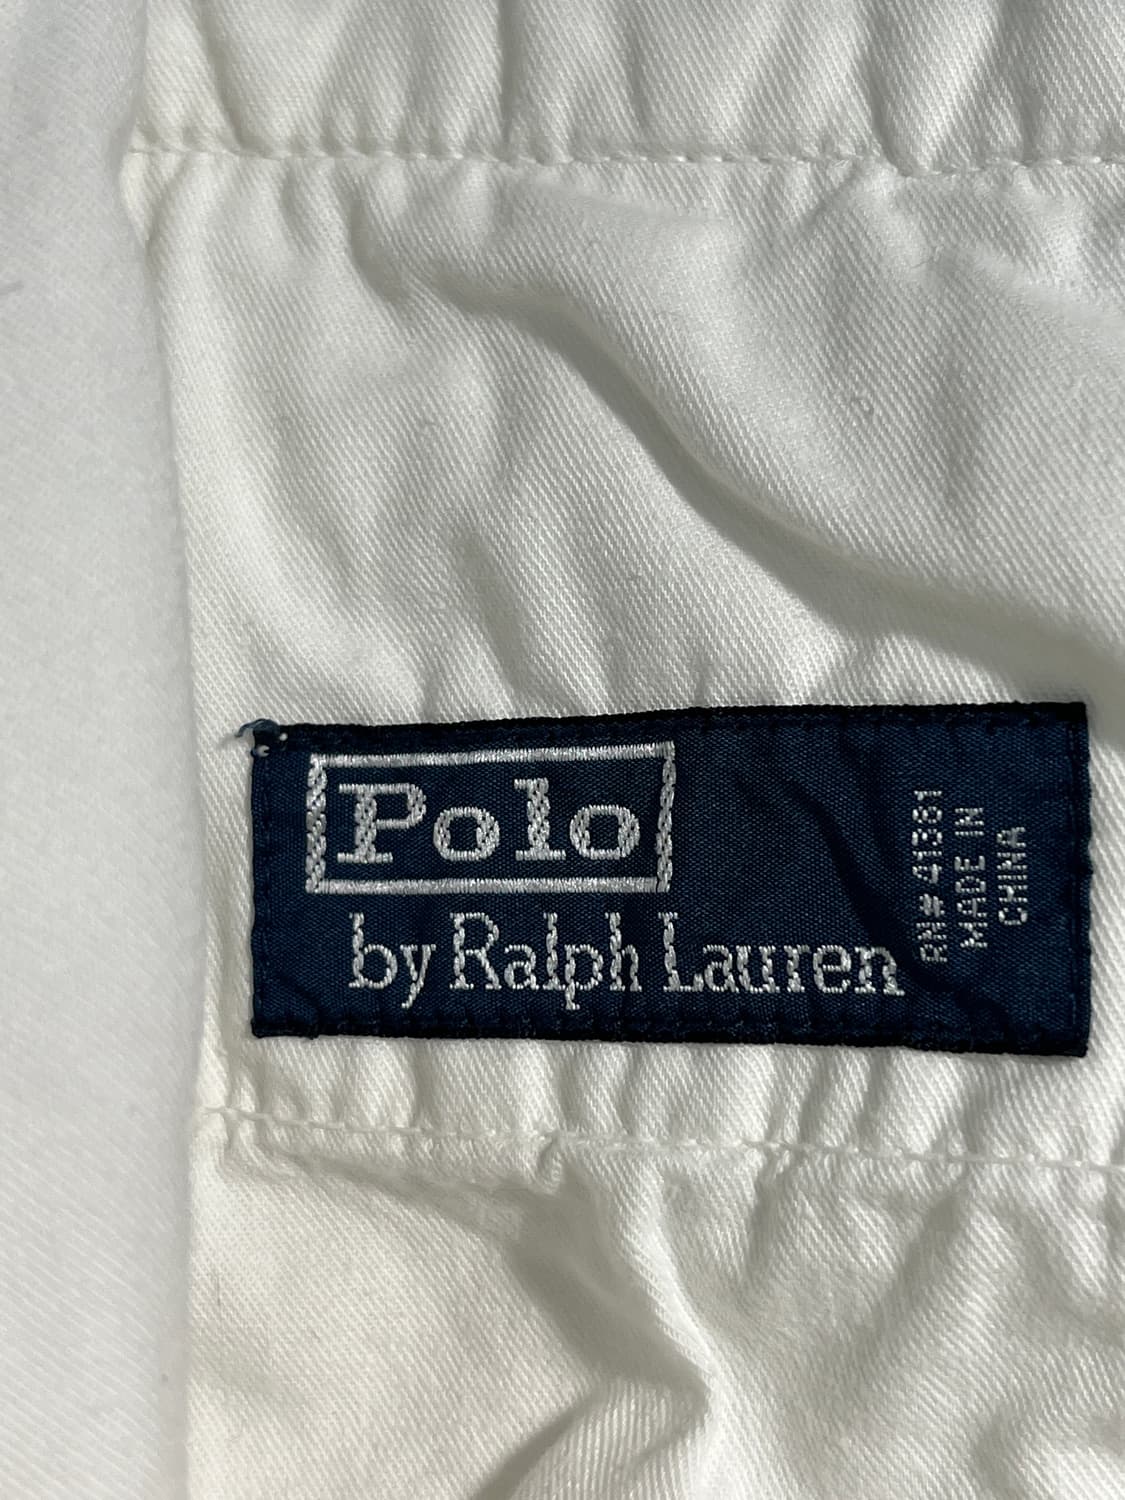 Polo
by Ralph Lauren
RN# 41381
MADE IN
CHINA